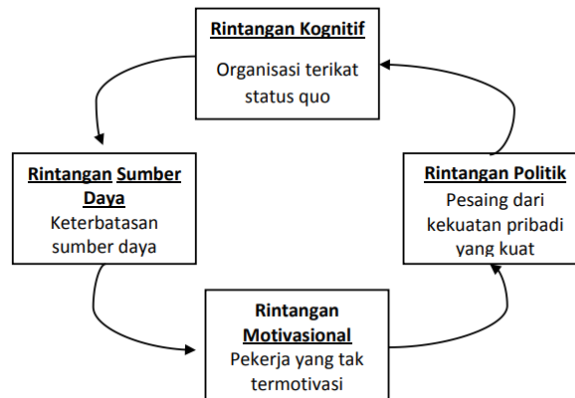 Rintangan Kognitif
Organisasi terikat
status quo
Rintangan Sumber
Daya
Keterbatasan
sumber daya
Rintangan Politik
Pesaing dari
kekuatan pribadi
yang kuat
Rintangan
Motivasional
Pekerja yang tak
termotivasi